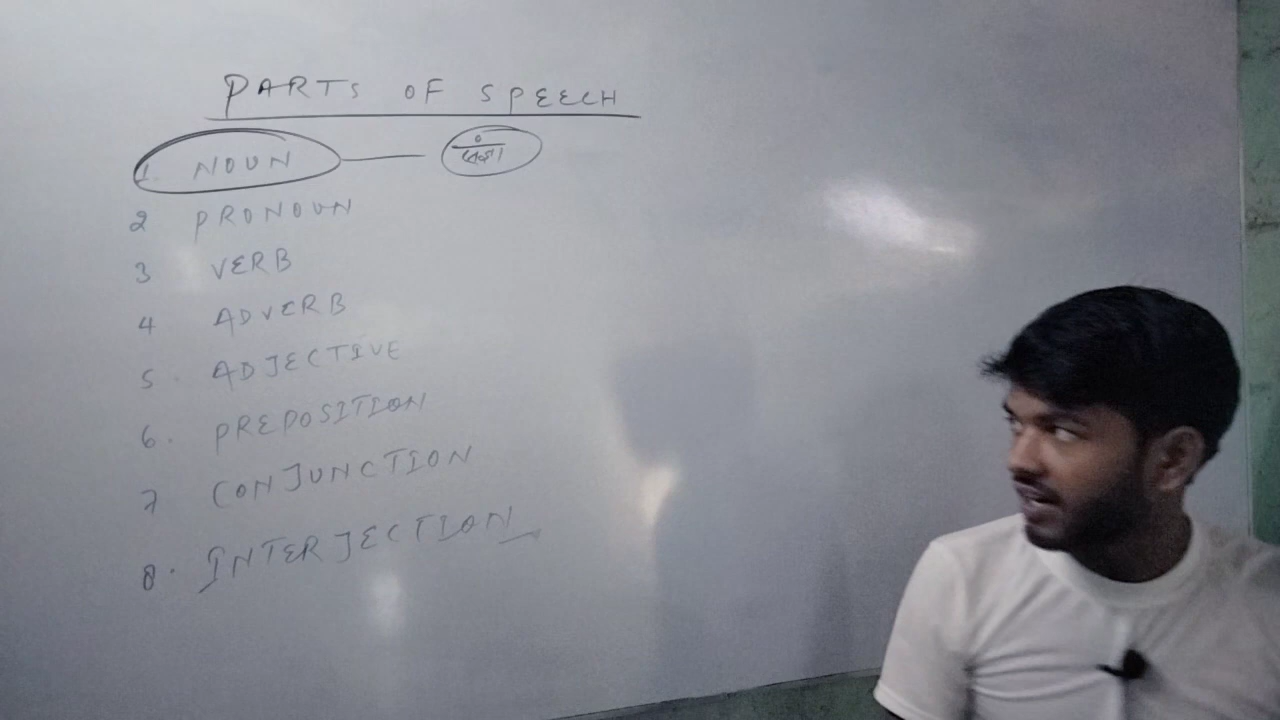 PARTS OF SPEECH
1. NOUN — संज्ञा
2 PRONOUN
3 VERB
4 ADVERB
5. ADJECTIVE
6. PREPOSITION
7 CONJUNCTION
8. INTERJECTION